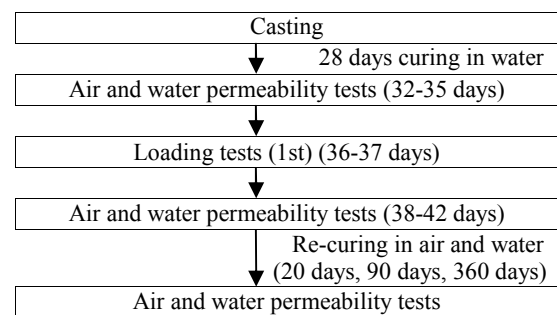 Casting
28 days curing in water
Air and water permeability tests (32-35 days)
Loading tests (1st) (36-37 days)
Air and water permeability tests (38-42 days)
Re-curing in air and water
(20 days, 90 days, 360 days)
Air and water permeability tests